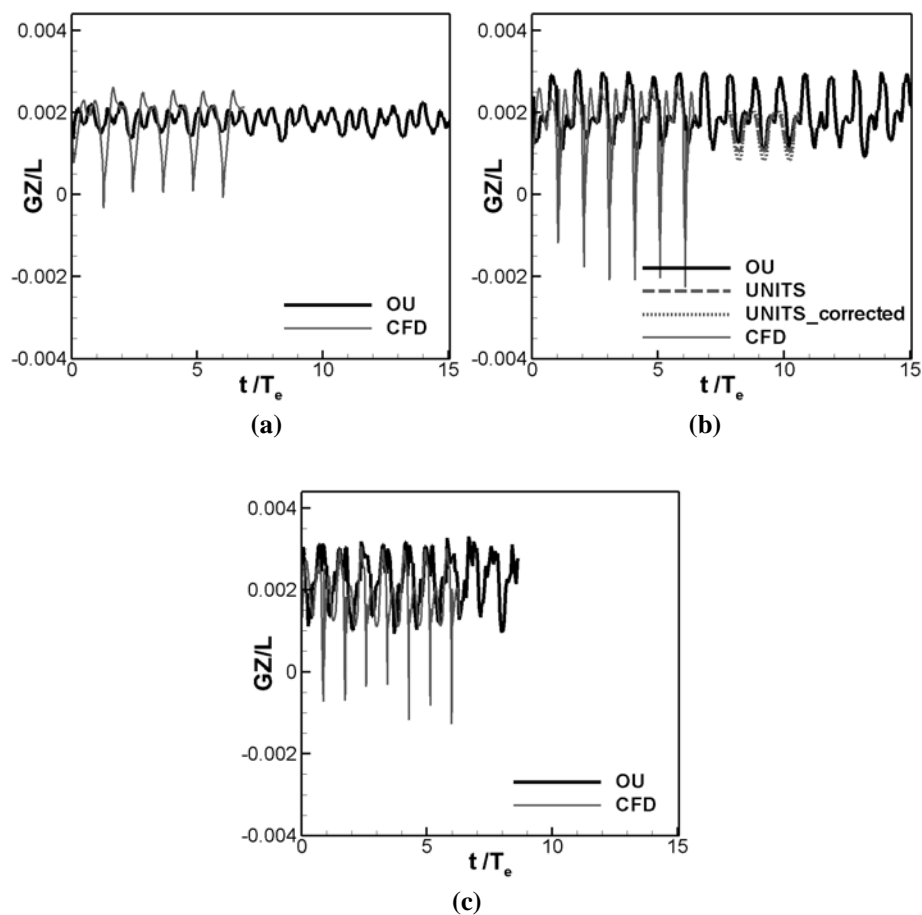 0.004
0.002
0
-0.002
-0.004
GZ/L
OU
CFD
0 5 10 15
t/Te
(a)
0.004
0.002
0
-0.002
-0.004
GZ/L
OU
UNITS
UNITS_corrected
CFD
0 5 10 15
t/Te
(b)
0.004
0.002
0
-0.002
-0.004
GZ/L
OU
CFD
0 5 10 15
t/Te
(c)